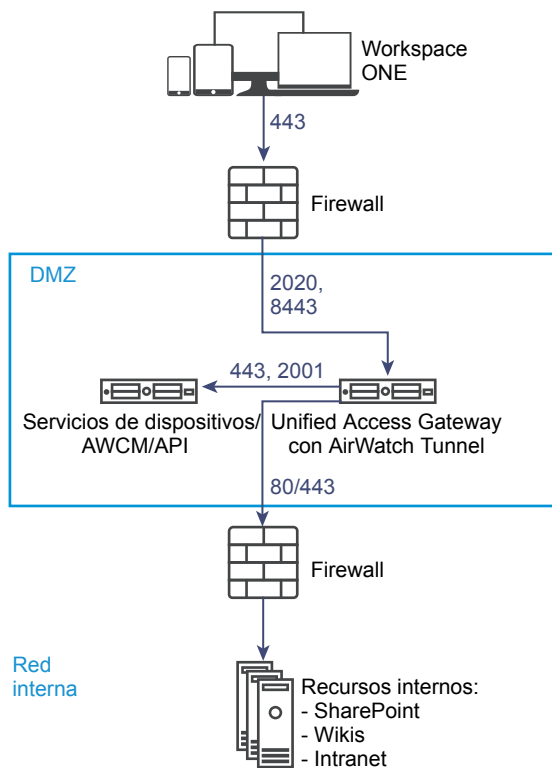 Workspace
ONE
443
Firewall
DMZ
2020,
8443
443, 2001
Servicios de dispositivos/
AWCM/API
Unified Access Gateway
con AirWatch Tunnel
80/443
Firewall
Red
interna
Recursos internos:
- SharePoint
- Wikis
- Intranet